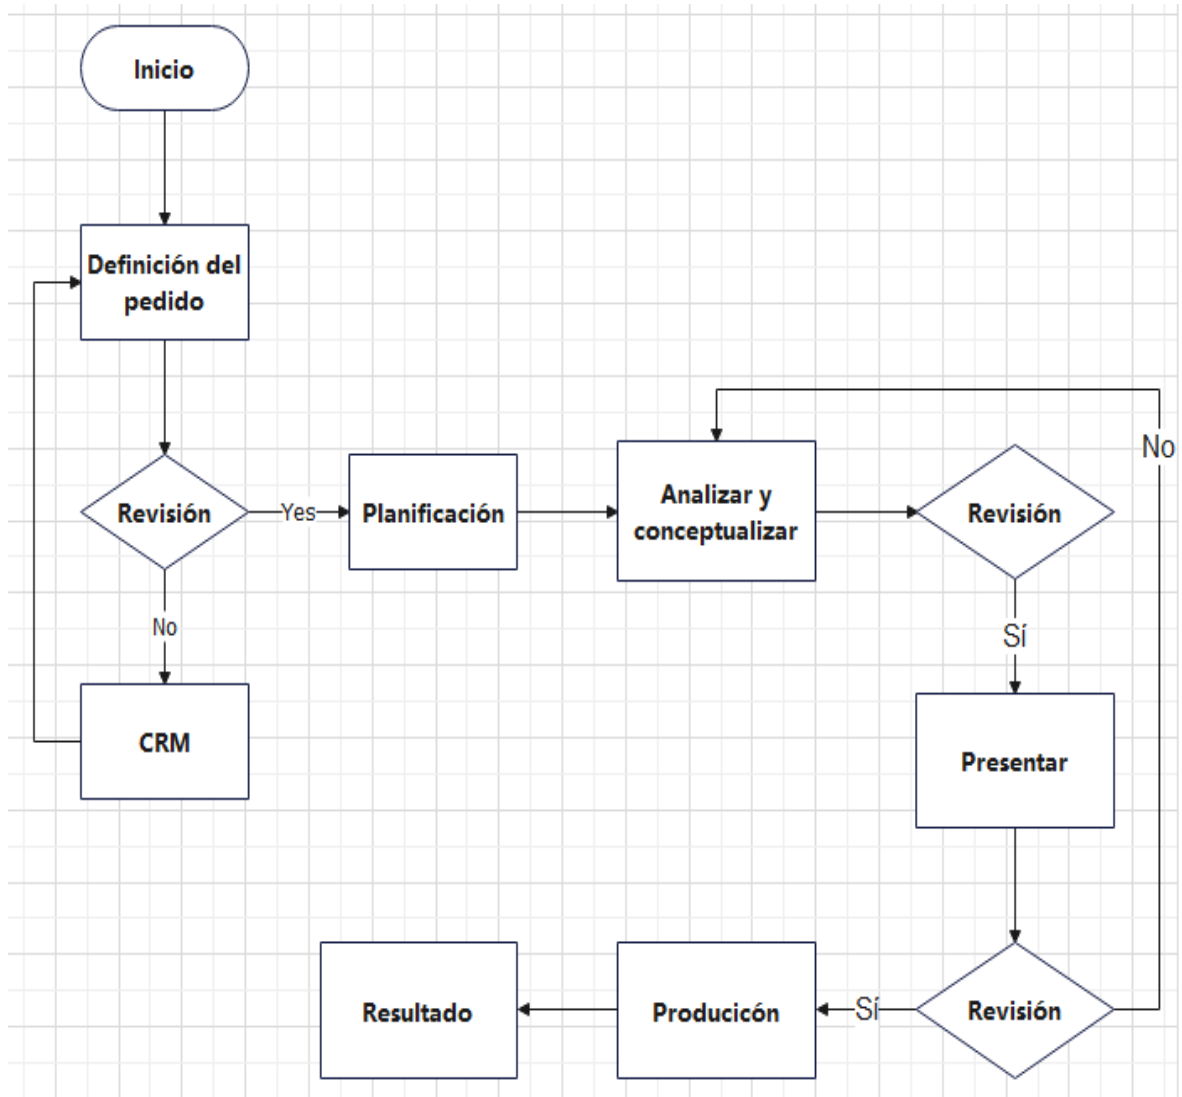 Inicio
Definición del
pedido
Revisión
Yes
Planificación
Analizar y
conceptualizar
Revisión
No
No
Sí
CRM
Presentar
Resultado
Producicón
Sí
Revisión